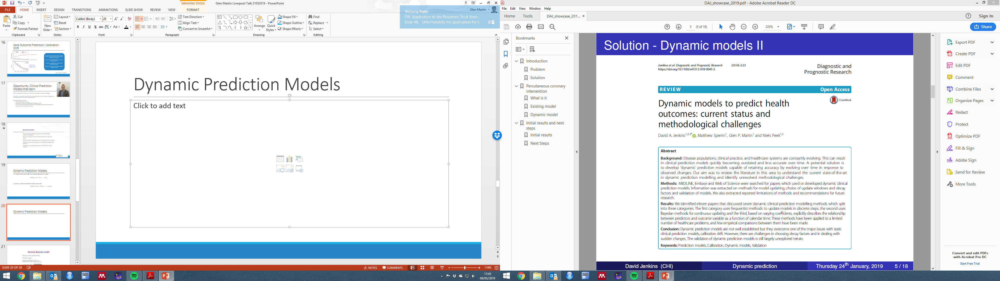 DRAWING TOOLS
Glen Martin Liverpool Talk 21052019 - PowerPoint
FILE HOME INSERT DESIGN TRANSITIONS ANIMATIONS SLIDE SHOW REVIEW VIEW FORMAT
Glen Martin
Victoria Palin
FW: Application to the Rosetrees Trust Youn...
Dear All, Unfortunately my application for t...
0
Paste
Cut
Copy
Format Painter
Clipboard
New
Slide
Layout
Reset
Section
Slides
Calibri (Body) 20
B I U S abc AV Aa A
Font
Text Direction
Align Text
Convert to SmartArt
Paragraph
Arrange
Quick
Styles
Shape Fill
Shape Outline
Shape Effects
Drawing
Find
Replace
Select
Editing
16
Care Outcome Prediction: Calibration
Drift
17
Opportunity: Clinical Prediction
Models that learn
18
Dynamic models
19
Dynamic Prediction Models
20
Dynamic Prediction Models
21
Dynamic Bayesian model
Dynamic Prediction Models
Click to add text
SLIDE 20 OF 28
NOTES
COMMENTS
116%
17:45
09/05/2019
DAJ_showcase_2019.pdf - Adobe Acrobat Reader DC
File Edit View Window Help
Home Tools DAJ_showcase_201... ×
Sign In
5 (5 of 18)
220%
Share
Bookmarks
Introduction
Problem
Solution
Percutaneous coronary
intervention
What is it
Existing model
Dynamic model
Initial results and next
steps
Initial results
Next Steps
Solution - Dynamic models II
Jenkins et al. Diagnostic and Prognostic Research (2018) 2:23
https://doi.org/10.1186/s41512-018-0045-2
Diagnostic and
Prognostic Research
REVIEW Open Access
CrossMark
Dynamic models to predict health
outcomes: current status and
methodological challenges
David A. Jenkins1,2,3*, Matthew Sperrin1, Glen P. Martin1 and Niels Peek1,2
Abstract
Background: Disease populations, clinical practice, and healthcare systems are constantly evolving. This can result
in clinical prediction models quickly becoming outdated and less accurate over time. A potential solution is
to develop 'dynamic' prediction models capable of retaining accuracy by evolving over time in response to
observed changes. Our aim was to review the literature in this area to understand the current state-of-the-art
in dynamic prediction modelling and identify unresolved methodological challenges.
Methods: MEDLINE, Embase and Web of Science were searched for papers which used or developed dynamic clinical
prediction models. Information was extracted on methods for model updating, choice of update windows and decay
factors and validation of models. We also extracted reported limitations of methods and recommendations for future
research.
Results: We identified eleven papers that discussed seven dynamic clinical prediction modelling methods which split
into three categories. The first category uses frequentist methods to update models in discrete steps, the second uses
Bayesian methods for continuous updating and the third, based on varying coefficients, explicitly describes the relationship
between predictors and outcome variable as a function of calendar time. These methods have been applied to a limited
number of healthcare problems, and few empirical comparisons between them have been made.
Conclusion: Dynamic prediction models are not well established but they overcome one of the major issues with static
clinical prediction models, calibration drift. However, there are challenges in choosing decay factors and in dealing with
sudden changes. The validation of dynamic prediction models is still largely unexplored terrain.
Keywords: Prediction models, Calibration, Dynamic models, Validation
David Jenkins (CHI) Dynamic prediction Thursday 24th January, 2019 5 / 18
Export PDF
Create PDF
Edit PDF
Comment
Combine Files
Organize Pages
Redact
Protect
Optimize PDF
Fill & Sign
Adobe Sign
Send for Review
More Tools
Convert and edit PDFs
with Acrobat Pro DC
Start Free Trial